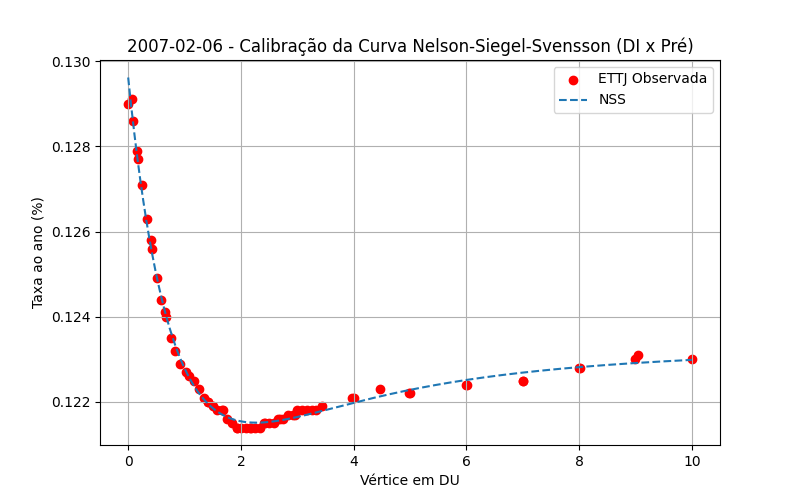 2007-02-06 - Calibração da Curva Nelson-Siegel-Svensson (DI x Pré)
ETTJ Observada
NSS
Taxa ao ano (%)
0.130
0.128
0.126
0.124
0.122
0
2
4
6
8
10
Vértice em DU